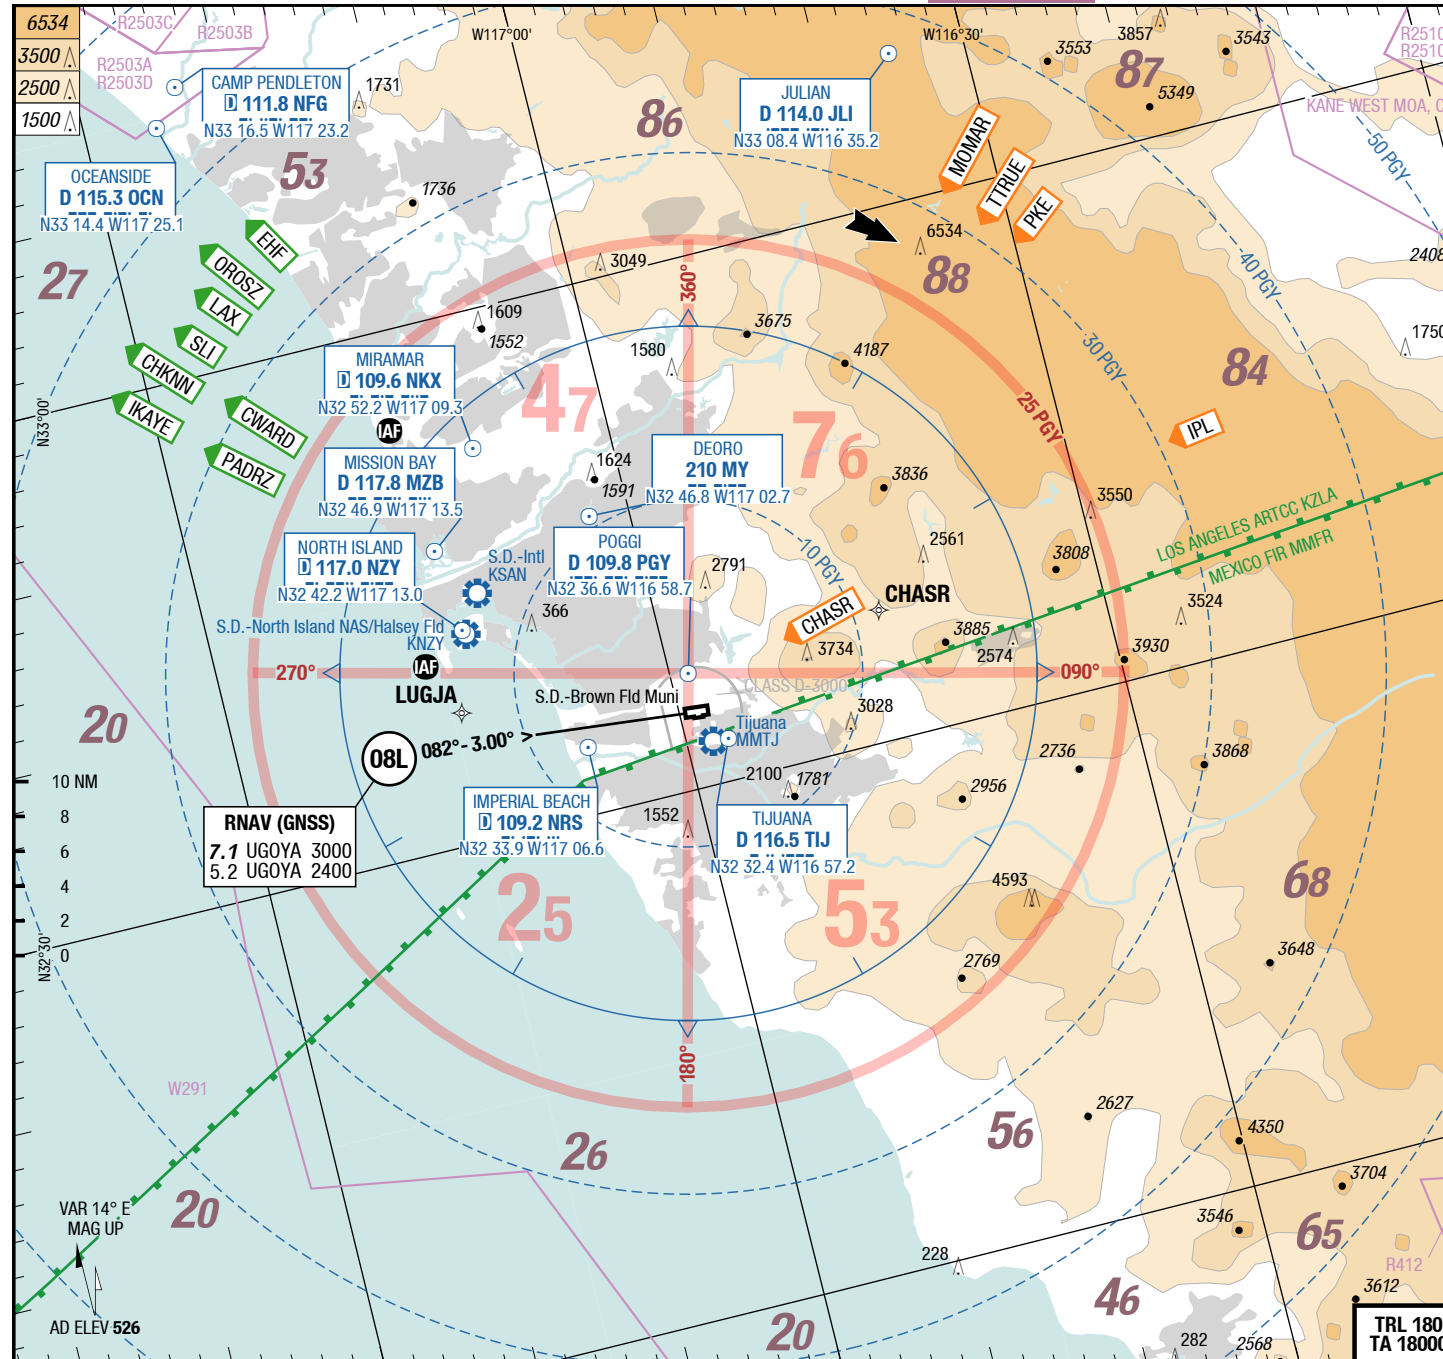 6534
3500
2500
1500
R2503C
R2503B
R2503A
R2503D
W117°00'
W116°30'
3857
3553
87
3543
5349
R2510
R2510
KANE WEST MOA, C
50 PGY
CAMP PENDLETON
D 111.8 NFG
N33 16.5 W117 23.2
1731
JULIAN
D 114.0 JLI
N33 08.4 W116 35.2
86
MOMAR
TTRUE
PKE
OCEANSIDE
D 115.3 OCN
N33 14.4 W117 25.1
53
1736
27
EHF
OROSZ
LAX
SLI
CHKNN
IKAYE
CWARD
PADRZ
3049
360°
6534
88
40 PGY
2408
1750
1609
1552
3675
1580
4187
30 PGY
84
MIRAMAR
D 109.6 NKX
N32 52.2 W117 09.3
IAF
47
76
25 PGY
IPL
N33°00'
MISSION BAY
D 117.8 MZB
N32 46.9 W117 13.5
1624
1591
DEORO
210 MY
N32 46.8 W117 02.7
3836
3550
LOS ANGELES ARTCC KZLA
MEXICO FIR MMFR
NORTH ISLAND
D 117.0 NZY
N32 42.2 W117 13.0
S.D.-Intl
KSAN
POGGI
D 109.8 PGY
N32 36.6 W116 58.7
2791
10 PGY
2561
3808
CHASR
CHASR
366
S.D.-North Island NAS/Halsey Fld
KNZY
3734
3885
2574
3524
3930
270°
IAF
LUGJA
090°
S.D.-Brown Fld Muni
CLASS D-3000
3028
20
08L
082°- 3.00° >
Tijuana
MMTJ
2736
3868
10 NM
8
6
4
2
0
2100
1781
2956
RNAV (GNSS)
7.1 UGOYA 3000
5.2 UGOYA 2400
IMPERIAL BEACH
D 109.2 NRS
N32 33.9 W117 06.6
1552
TIJUANA
D 116.5 TIJ
N32 32.4 W116 57.2
25
53
4593
68
N32°30'
2769
3648
180°
W291
2627
56
4350
26
3704
20
VAR 14° E
MAG UP
3546
65
R412
228
46
3612
AD ELEV 526
20
282
2568
TRL 180
TA 18000